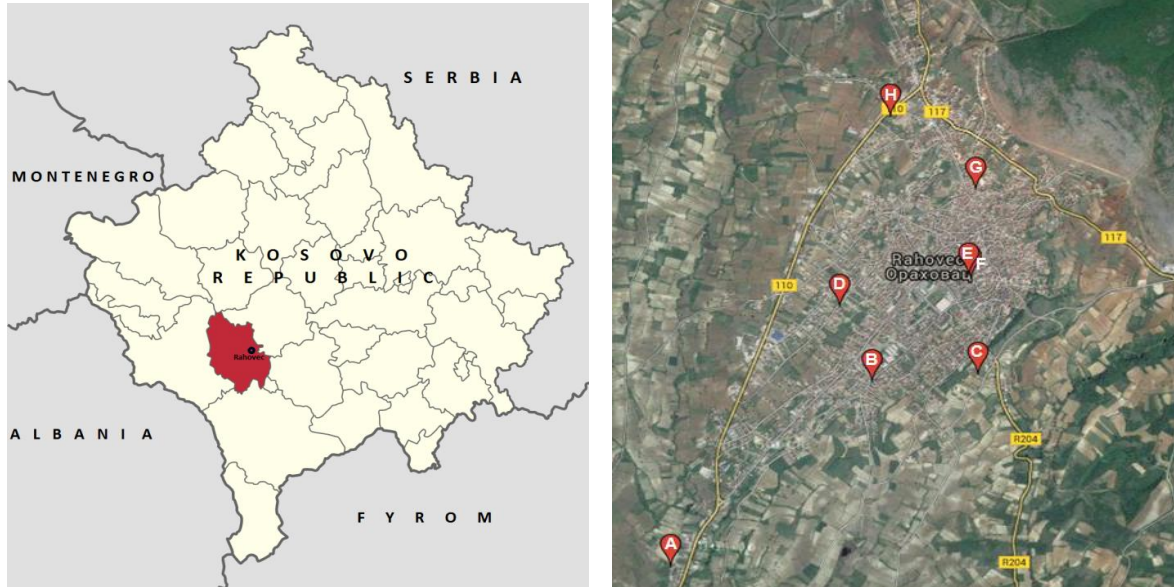 SERBIA
MONTENEGRO
KOSOVO
REPUBLIC
Rahovec
ALBANIA
FYROM
H
110
117
G
117
E
Rahovec
F
Ораховац
D
110
B
C
R204
A
R204